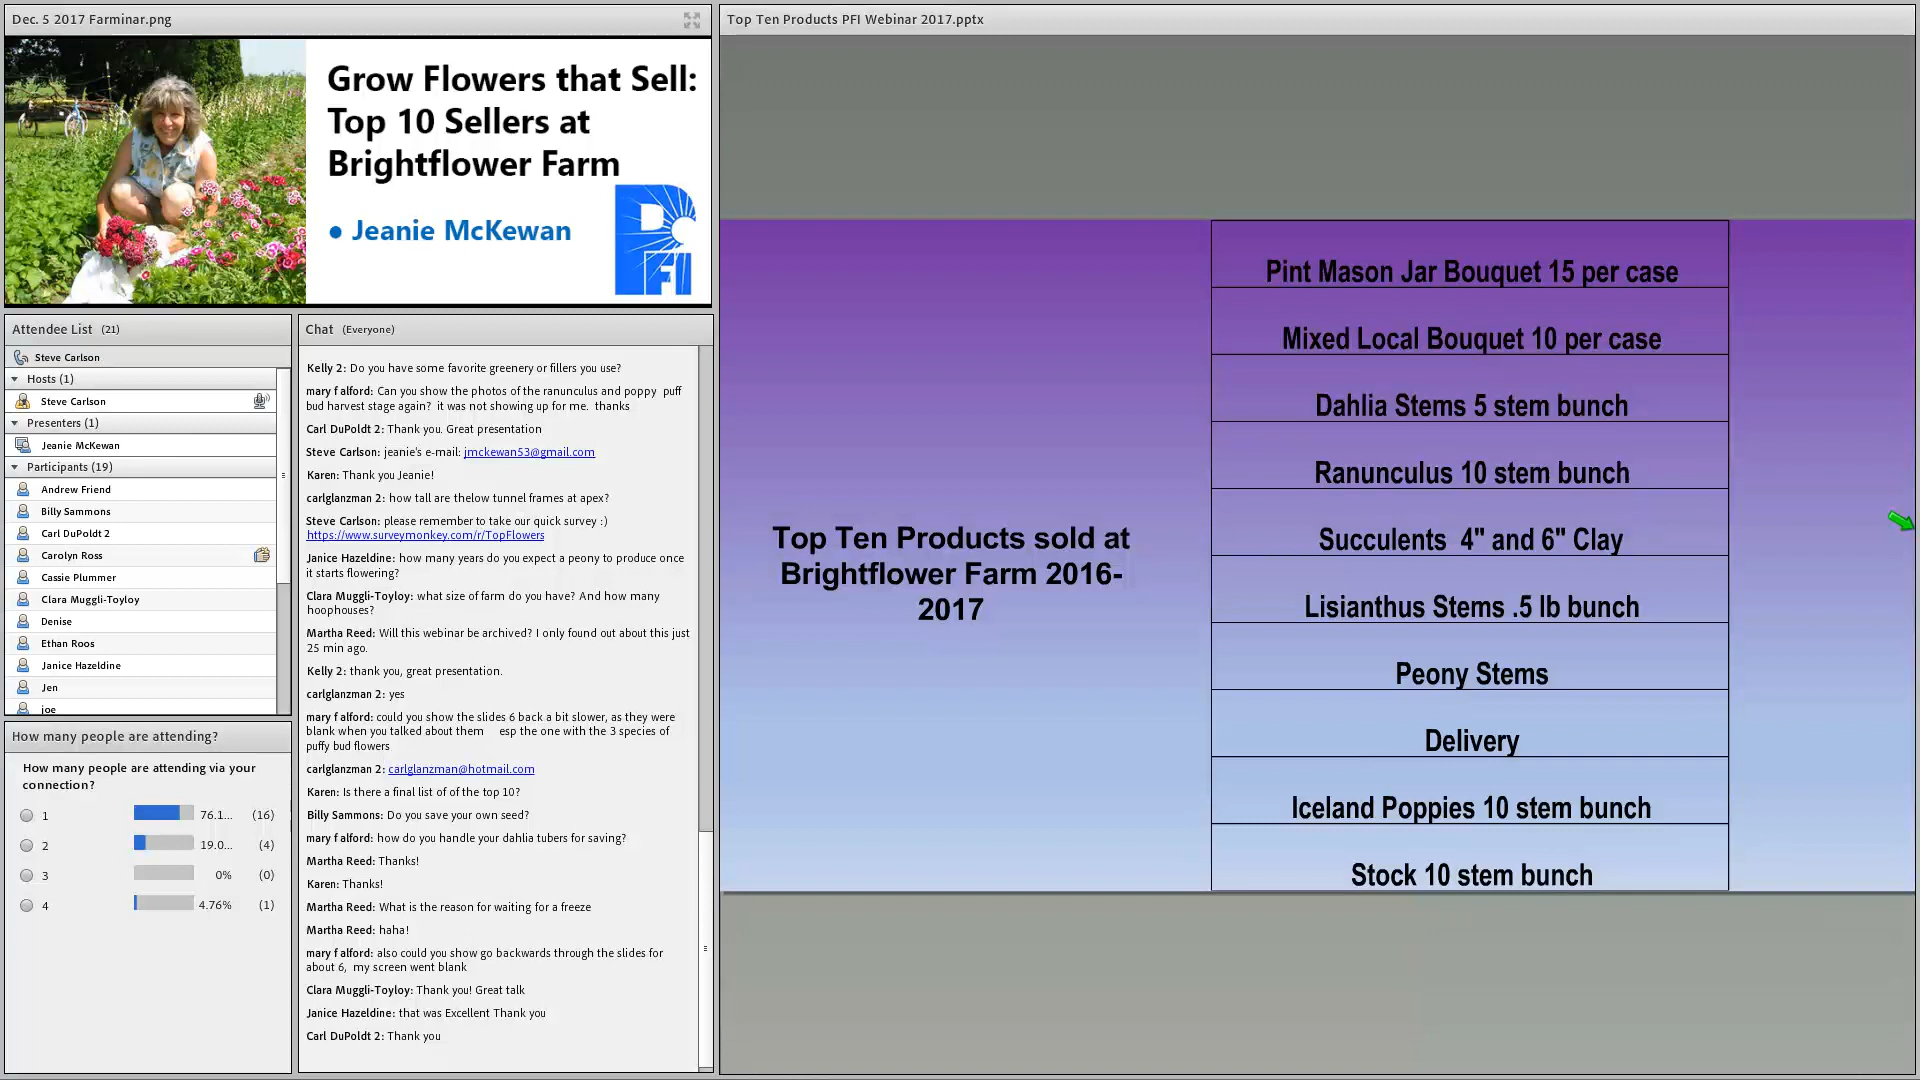 Dec. 5 2017 Farminar.png
Grow Flowers that Sell:
Top 10 Sellers at
Brightflower Farm
• Jeanie McKewan
PFI
Attendee List (21)
Steve Carlson
Hosts (1)
Steve Carlson
Presenters (1)
Jeanie McKewan
Participants (19)
Andrew Friend
Billy Sammons
Carl DuPoldt 2
Carolyn Ross
Cassie Plummer
Clara Muggli-Toyloy
Denise
Ethan Roos
Janice Hazeldine
Jen
joe
How many people are attending?
How many people are attending via your
connection?
1 76.1... (16)
2 19.0... (4)
3 0% (0)
4 4.76% (1)
Chat (Everyone)
Kelly 2: Do you have some favorite greenery or fillers you use?
mary f alford: Can you show the photos of the ranunculus and poppy puff
bud harvest stage again? it was not showing up for me. thanks
Carl DuPoldt 2: Thank you. Great presentation
Steve Carlson: jeanie's e-mail: jmckewan53@gmail.com
Karen: Thank you Jeanie!
carlglanzman 2: how tall are thelow tunnel frames at apex?
Steve Carlson: please remember to take our quick survey :)
https://www.surveymonkey.com/r/TopFlowers
Janice Hazeldine: how many years do you expect a peony to produce once
it starts flowering?
Clara Muggli-Toyloy: what size of farm do you have? And how many
hoophouses?
Martha Reed: Will this webinar be archived? I only found out about this just
25 min ago.
Kelly 2: thank you, great presentation.
carlglanzman 2: yes
mary f alford: could you show the slides 6 back a bit slower, as they were
blank when you talked about them esp the one with the 3 species of
puffy bud flowers
carlglanzman 2: carlglanzman@hotmail.com
Karen: Is there a final list of of the top 10?
Billy Sammons: Do you save your own seed?
mary f alford: how do you handle your dahlia tubers for saving?
Martha Reed: Thanks!
Karen: Thanks!
Martha Reed: What is the reason for waiting for a freeze
Martha Reed: haha!
mary f alford: also could you show go backwards through the slides for
about 6, my screen went blank
Clara Muggli-Toyloy: Thank you! Great talk
Janice Hazeldine: that was Excellent Thank you
Carl DuPoldt 2: Thank you
Top Ten Products PFI Webinar 2017.pptx
Top Ten Products sold at
Brightflower Farm 2016-
2017
Pint Mason Jar Bouquet 15 per case
Mixed Local Bouquet 10 per case
Dahlia Stems 5 stem bunch
Ranunculus 10 stem bunch
Succulents 4" and 6" Clay
Lisianthus Stems .5 lb bunch
Peony Stems
Delivery
Iceland Poppies 10 stem bunch
Stock 10 stem bunch